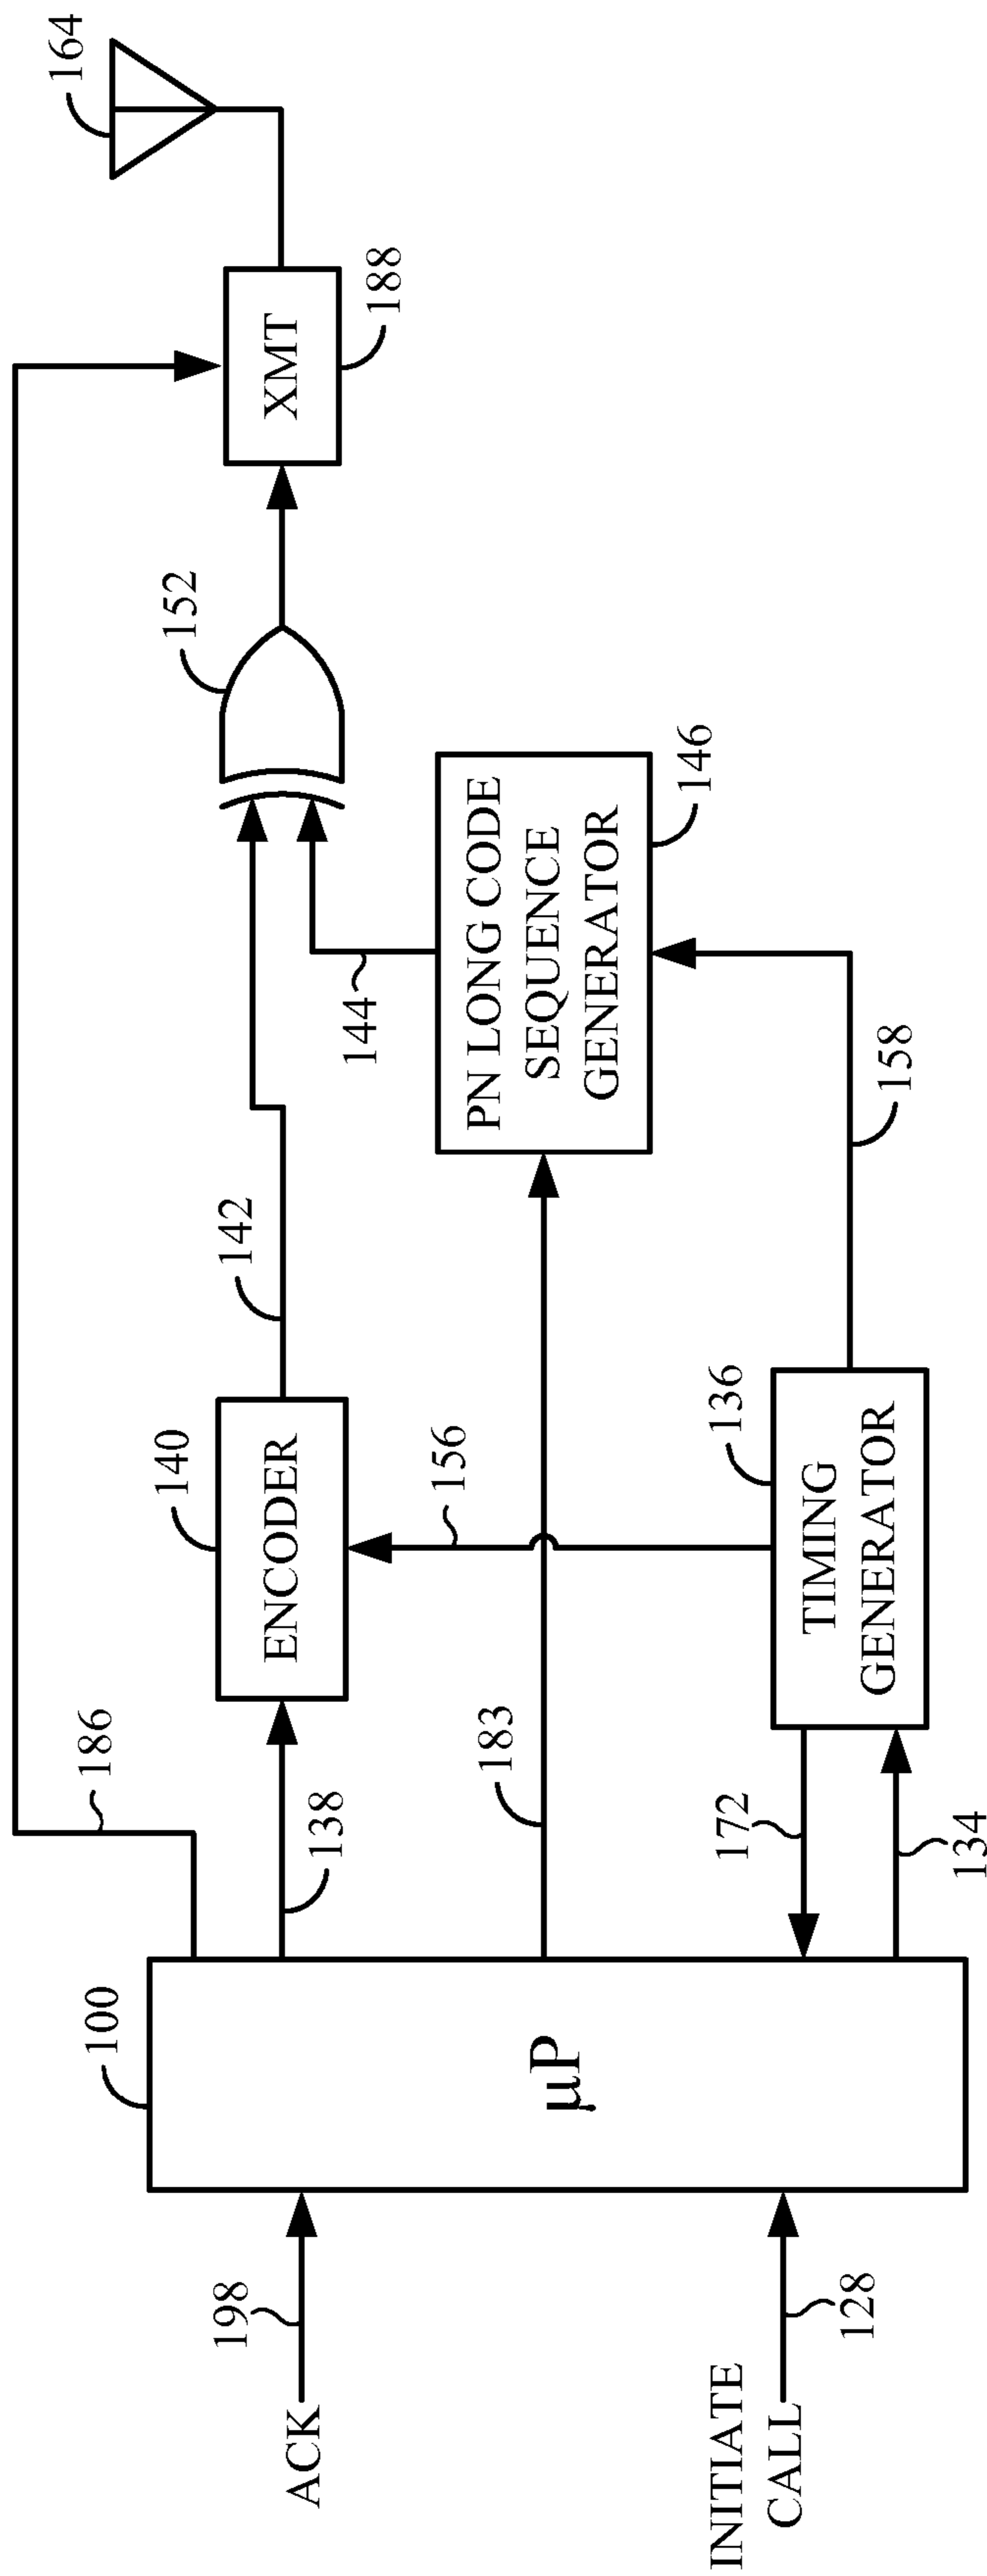 186
164
100
138
140
142
152
XMT
188
ENCODER
198
ACK
µP
183
156
144
PN LONG CODE
SEQUENCE
GENERATOR
146
172
136
TIMING
GENERATOR
158
134
INITIATE
CALL
128